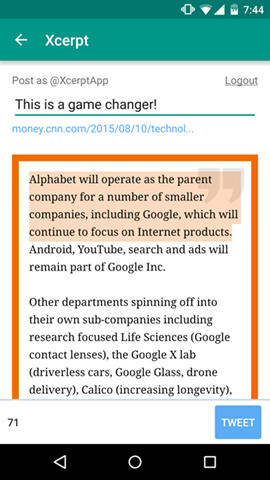 7:44
Xcerpt
Post as @XcerptApp
Logout
This is a game changer!
money.cnn.com/2015/08/10/technol...
Alphabet will operate as the parent
company for a number of smaller
companies, including Google, which will
continue to focus on Internet products.
Android, YouTube, search and ads will
remain part of Google Inc.
Other departments spinning off into
their own sub-companies including
research focused Life Sciences (Google
contact lenses), the Google X lab
(driverless cars, Google Glass, drone
delivery), Calico (increasing longevity),
71
TWEET